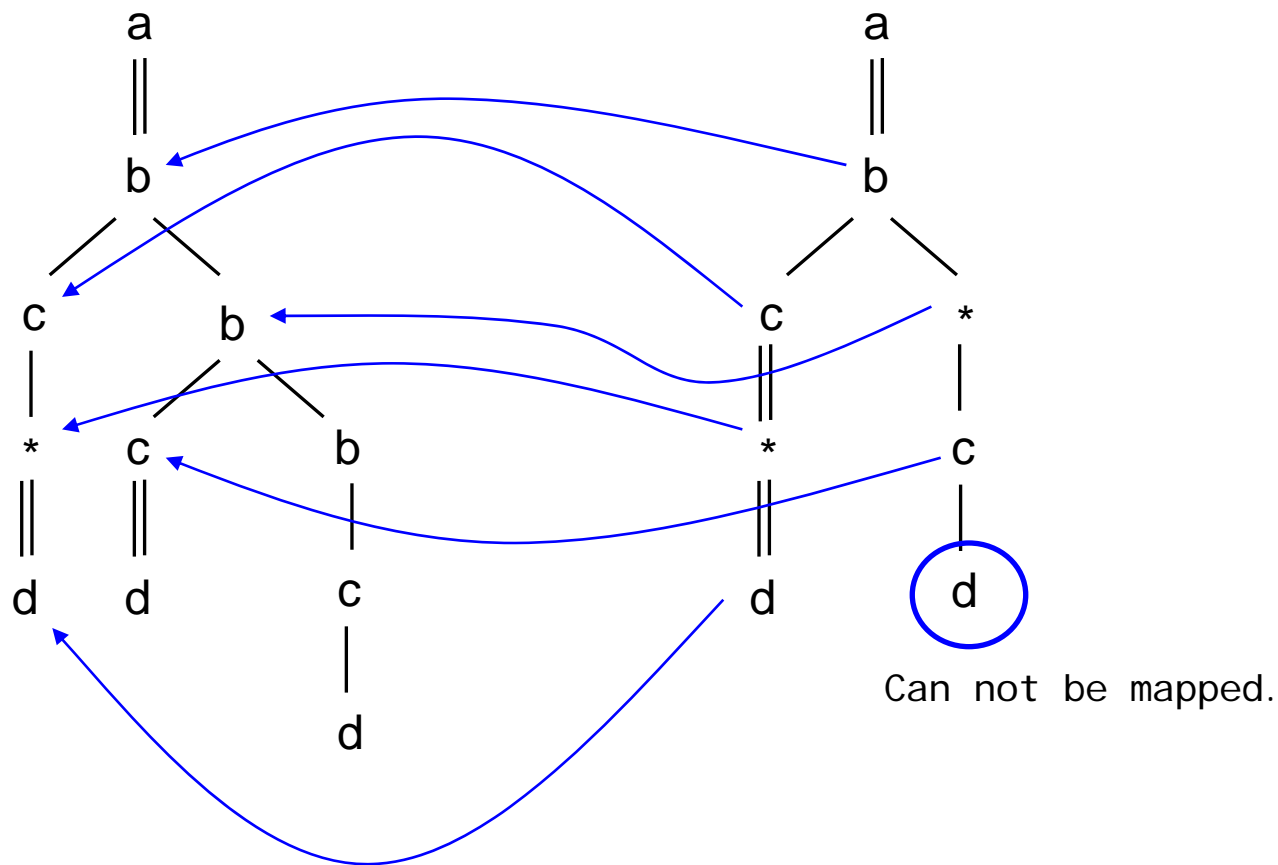 a a
b b
c b c *
* c b * c
d d c d d
Can not be mapped.
d